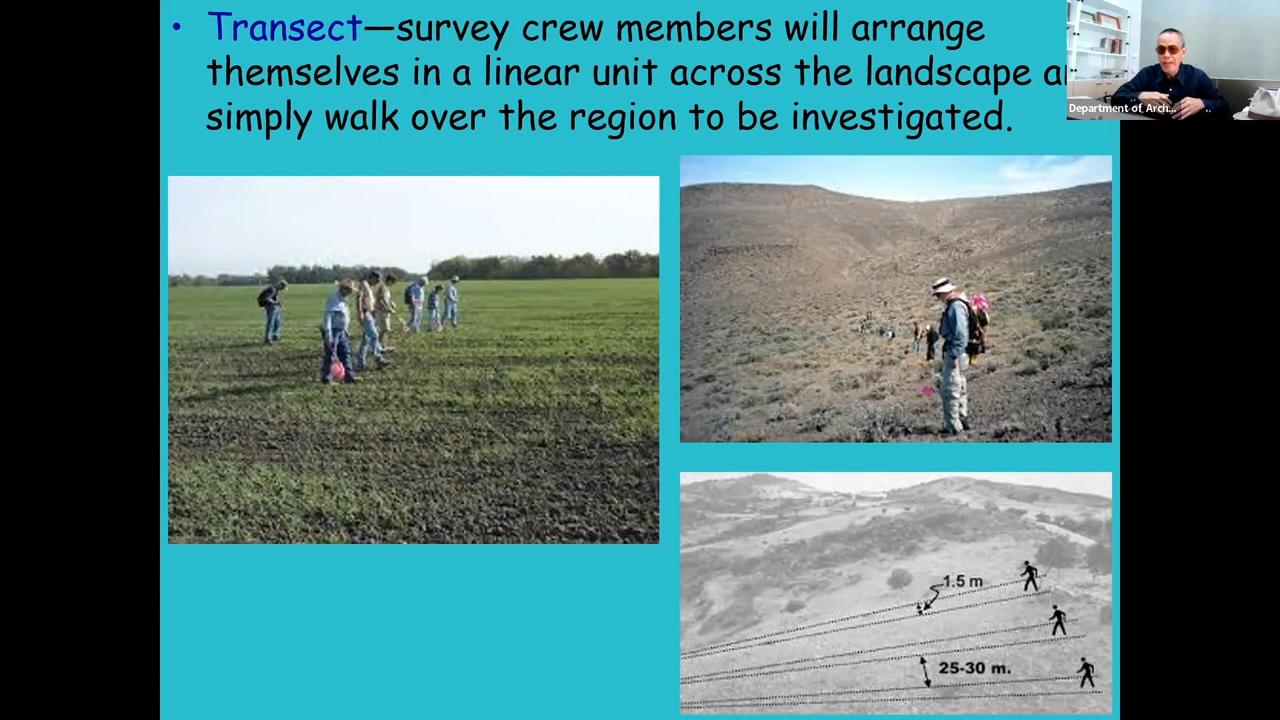 • Transect—survey crew members will arrange
themselves in a linear unit across the landscape
simply walk over the region to be investigated.
Department of Arch...
1.5 m
25-30 m.